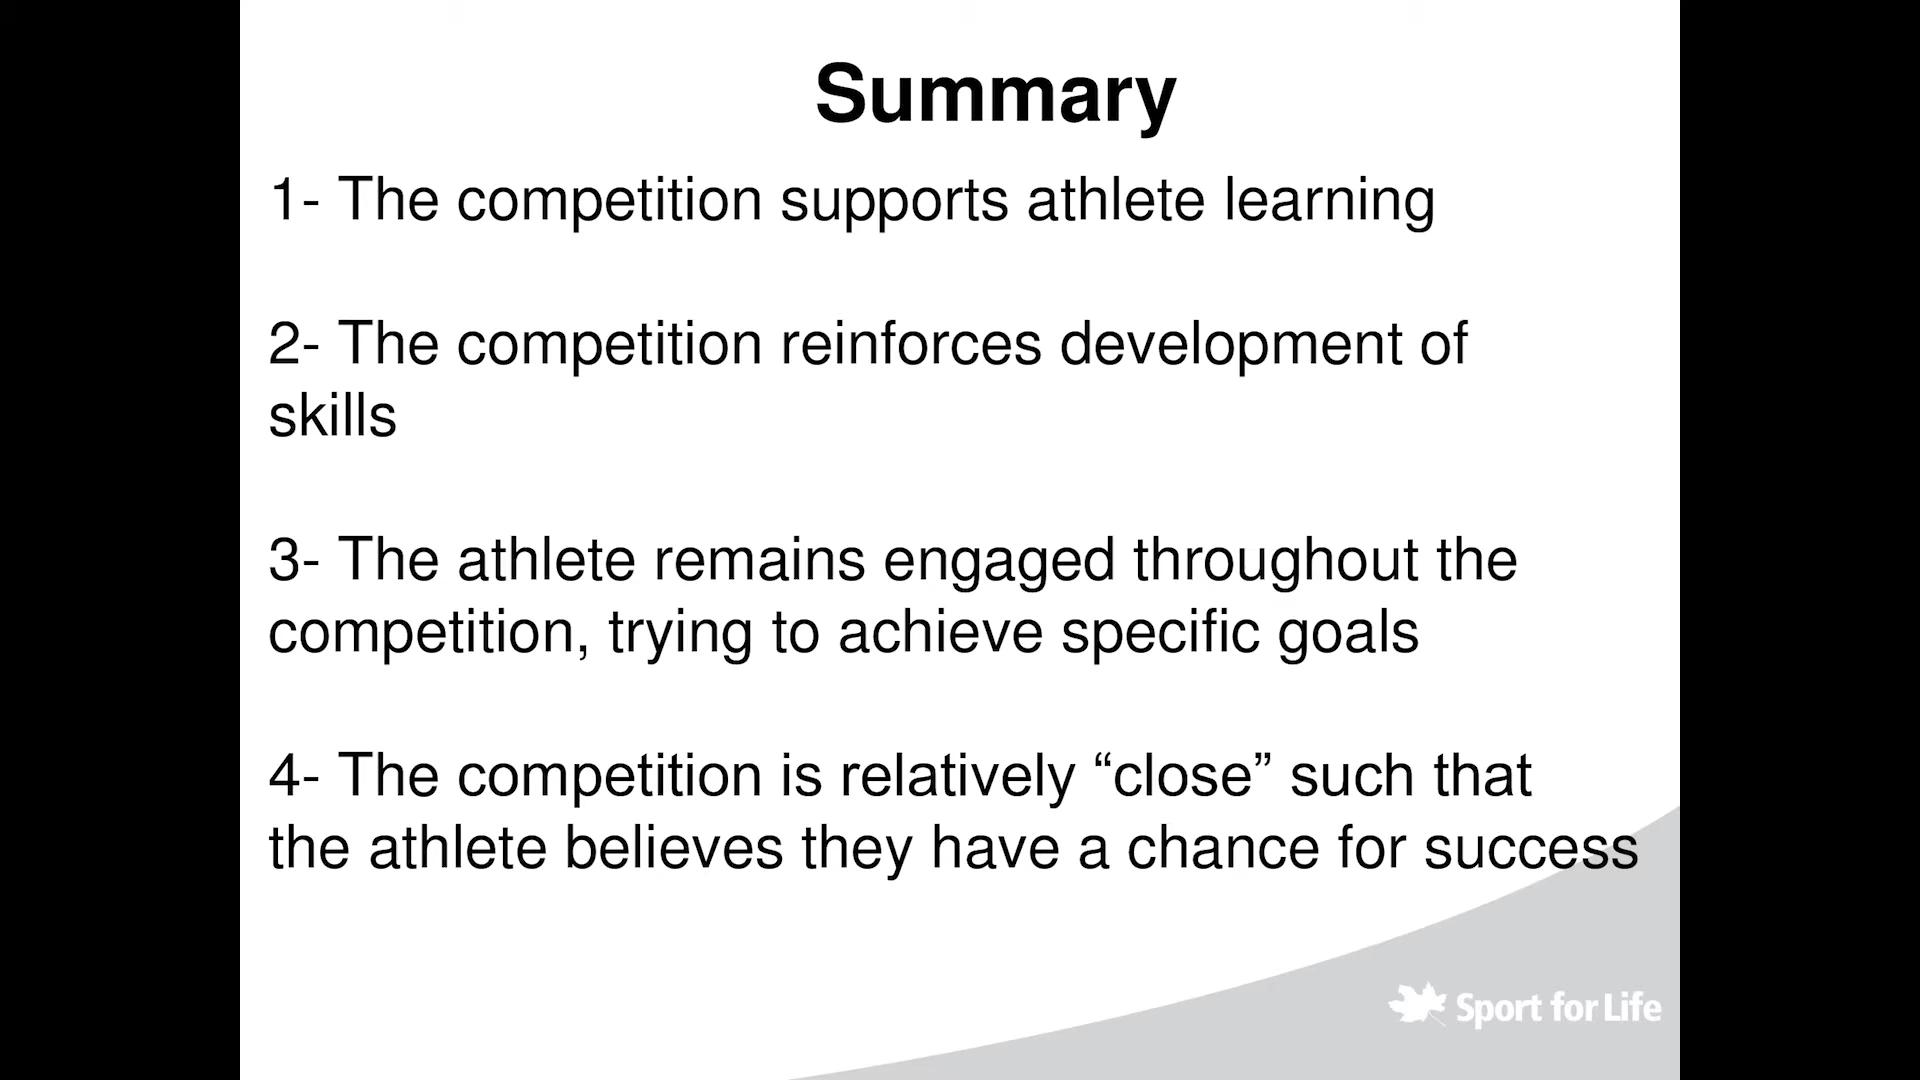 Summary
1- The competition supports athlete learning
2- The competition reinforces development of
skills
3- The athlete remains engaged throughout the
competition, trying to achieve specific goals
4- The competition is relatively “close” such that
the athlete believes they have a chance for success
Sport for Life